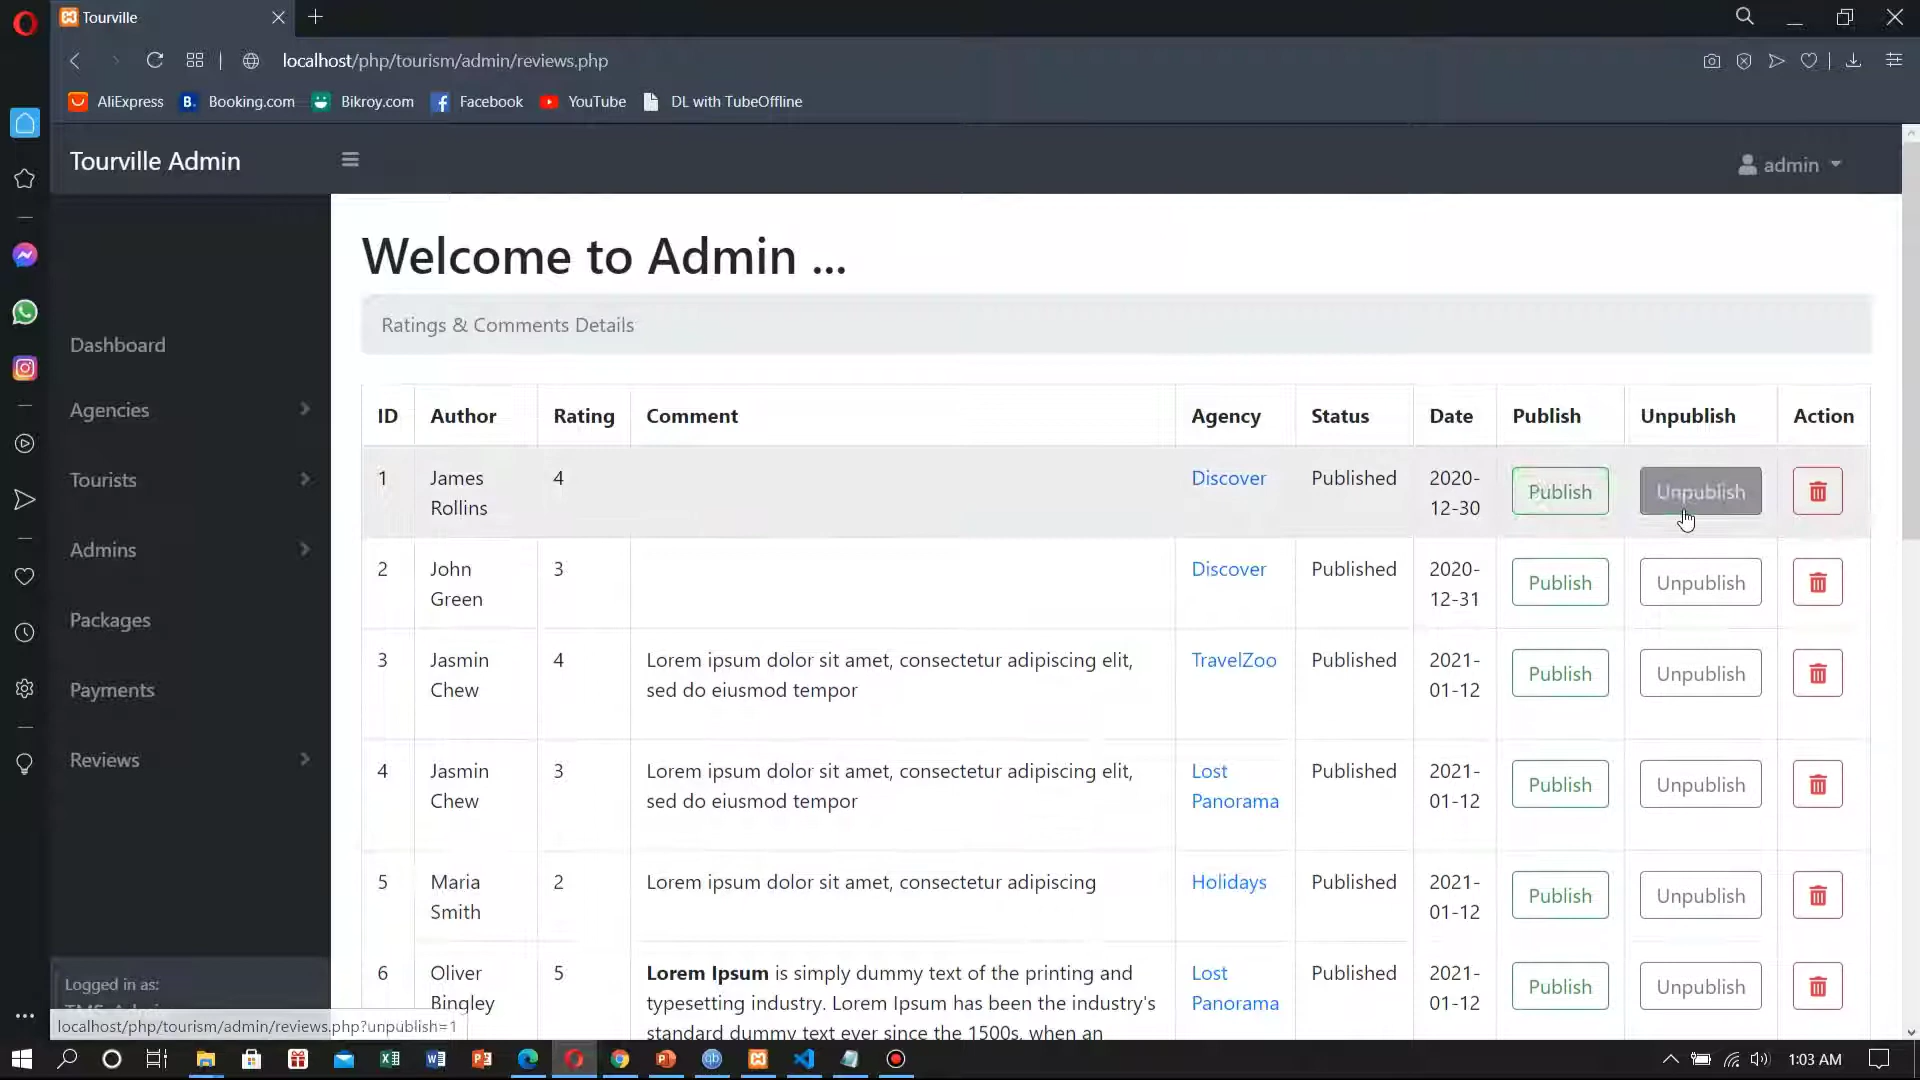 Tourville
localhost/php/tourism/admin/reviews.php
AliExpress B. Booking.com Bikroy.com Facebook YouTube DL with TubeOffline
Tourville Admin
admin
Welcome to Admin ...
Ratings & Comments Details
Dashboard
Agencies
Tourists
Admins
Packages
Payments
Reviews
ID Author Rating Comment Agency Status Date Publish Unpublish Action
1 James Rollins 4 Discover Published 2020-12-30 Publish Unpublish
2 John Green 3 Discover Published 2020-12-31 Publish Unpublish
3 Jasmin Chew 4 Lorem ipsum dolor sit amet, consectetur adipiscing elit,
sed do eiusmod tempor TravelZoo Published 2021-01-12 Publish Unpublish
4 Jasmin Chew 3 Lorem ipsum dolor sit amet, consectetur adipiscing elit,
sed do eiusmod tempor Lost Panorama Published 2021-01-12 Publish Unpublish
5 Maria Smith 2 Lorem ipsum dolor sit amet, consectetur adipiscing Holidays Published 2021-01-12 Publish Unpublish
6 Oliver Bingley 5 Lorem Ipsum is simply dummy text of the printing and
typesetting industry. Lorem Ipsum has been the industry's
standard dummy text ever since the 1500s, when an Lost Panorama Published 2021-01-12 Publish Unpublish
Logged in as:
localhost/php/tourism/admin/reviews.php?unpublish=1
1:03 AM